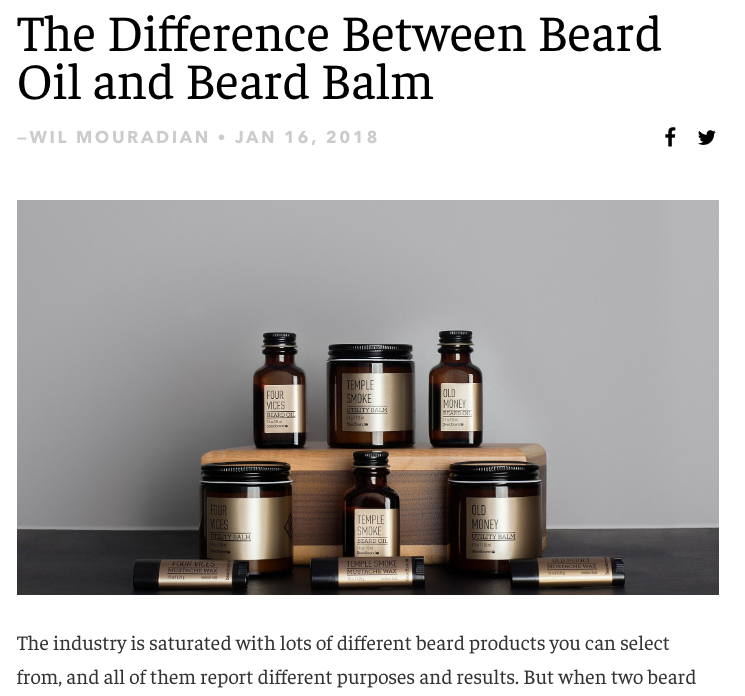 The Difference Between Beard
Oil and Beard Balm
–WIL MOURADIAN • JAN 16, 2018
FOUR
VICES
BEARD OIL
TEMPLE
SMOKE
UTILITY BALM
OLD
MONEY
BEARD OIL
FOUR
VICES
UTILITY BALM
TEMPLE
SMOKE
BEARD OIL
OLD
MONEY
UTILITY BALM
FOUR VICES
MUSTACHE WAX
TEMPLE SMOKE
MUSTACHE WAX
OLD MONEY
MUSTACHE WAX
The industry is saturated with lots of different beard products you can select
from, and all of them report different purposes and results. But when two beard